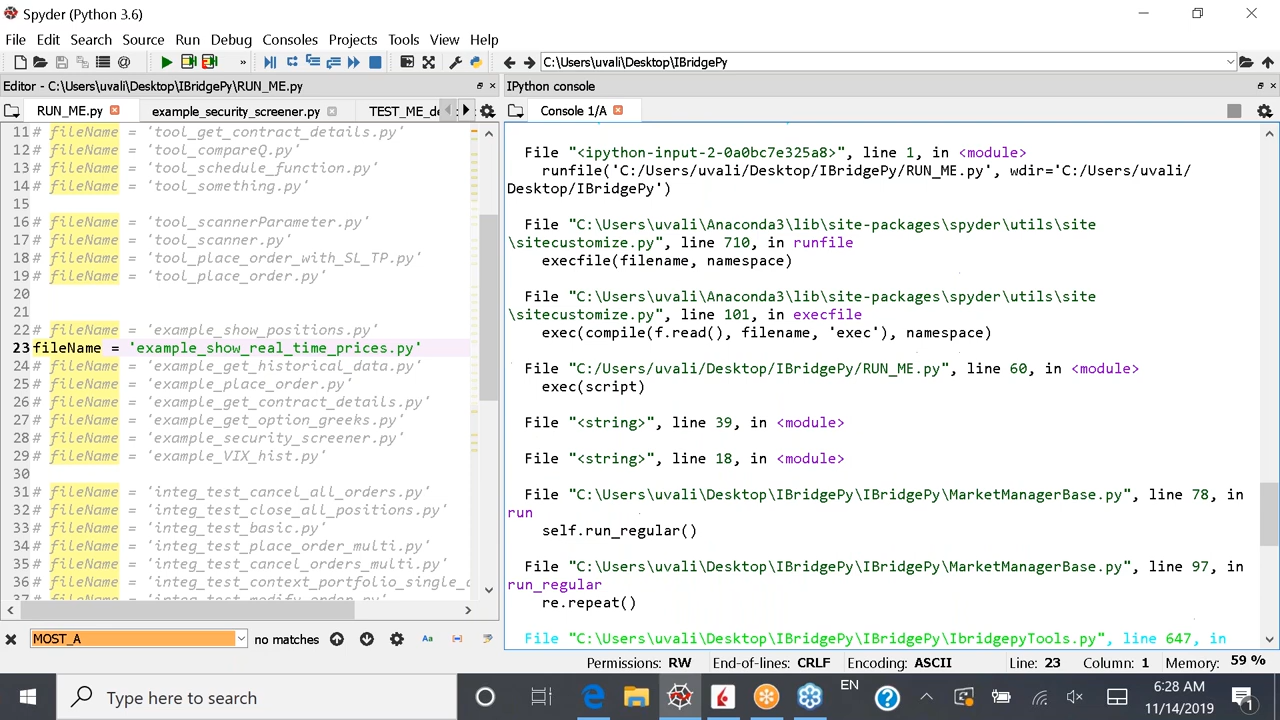 Spyder (Python 3.6)
File Edit Search Source Run Debug Consoles Projects Tools View Help
C:\Users\uvali\Desktop\IBridgePy
Editor - C:\Users\uvali\Desktop\IBridgePy\RUN_ME.py
RUN_ME.py example_security_screener.py TEST_ME_de
11 # fileName = 'tool_get_contract_details.py'
12 # fileName = 'tool_compareQ.py'
13 # fileName = 'tool_schedule_function.py'
14 # fileName = 'tool_something.py'
15
16 # fileName = 'tool_scannerParameter.py'
17 # fileName = 'tool_scanner.py'
18 # fileName = 'tool_place_order_with_SL_TP.py'
19 # fileName = 'tool_place_order.py'
20
21
22 # fileName = 'example_show_positions.py'
23 fileName = 'example_show_real_time_prices.py'
24 # fileName = 'example_get_historical_data.py'
25 # fileName = 'example_place_order.py'
26 # fileName = 'example_get_contract_details.py'
27 # fileName = 'example_get_option_greeks.py'
28 # fileName = 'example_security_screener.py'
29 # fileName = 'example_VIX_hist.py'
30
31 # fileName = 'integ_test_cancel_all_orders.py'
32 # fileName = 'integ_test_close_all_positions.py'
33 # fileName = 'integ_test_basic.py'
34 # fileName = 'integ_test_place_order_multi.py'
35 # fileName = 'integ_test_cancel_orders_multi.py'
36 # fileName = 'integ_test_context_portfolio_single_a
37 # fileName = 'integ_test_modify_order.py'
MOST_A no matches Aa
IPython console
Console 1/A
File "<ipython-input-2-0a0bc7e325a8>", line 1, in <module>
runfile('C:/Users/uvali/Desktop/IBridgePy/RUN_ME.py', wdir='C:/Users/uvali/
Desktop/IBridgePy')
File "C:\Users\uvali\Anaconda3\lib\site-packages\spyder\utils\site
\sitecustomize.py", line 710, in runfile
execfile(filename, namespace)
File "C:\Users\uvali\Anaconda3\lib\site-packages\spyder\utils\site
\sitecustomize.py", line 101, in execfile
exec(compile(f.read(), filename, 'exec'), namespace)
File "C:/Users/uvali/Desktop/IBridgePy/RUN_ME.py", line 60, in <module>
exec(script)
File "<string>", line 39, in <module>
File "<string>", line 18, in <module>
File "C:\Users\uvali\Desktop\IBridgePy\IBridgePy\MarketManagerBase.py", line 78, in
run
self.run_regular()
File "C:\Users\uvali\Desktop\IBridgePy\IBridgePy\MarketManagerBase.py", line 97, in
run_regular
re.repeat()
File "C:\Users\uvali\Desktop\IBridgePy\IBridgePy\IbridgepyTools.py", line 647, in
Permissions: RW End-of-lines: CRLF Encoding: ASCII Line: 23 Column: 1 Memory: 59 %
Type here to search
EN
6:28 AM
11/14/2019
1